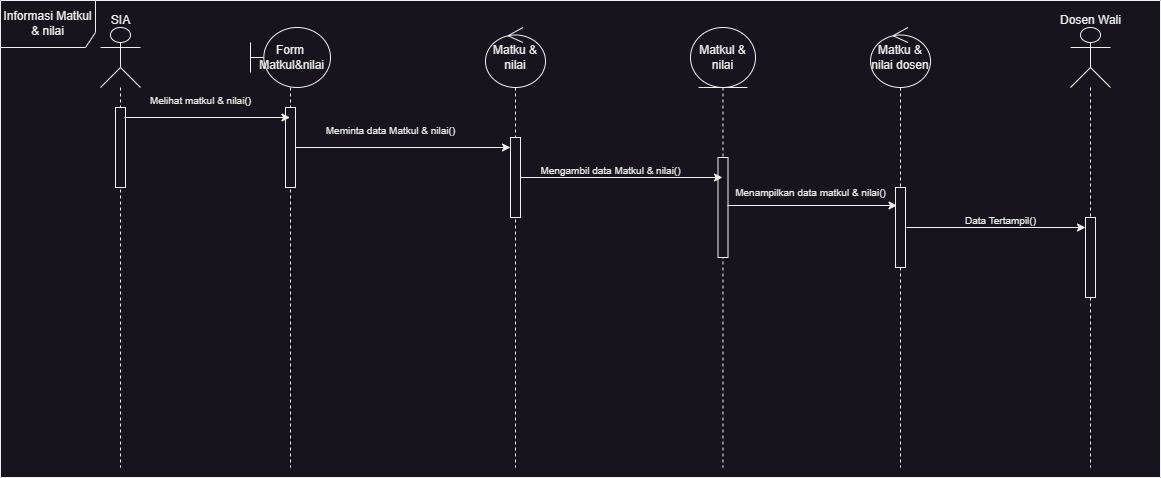 Informasi Matkul
& nilai
SIA
Form
Matkul&nilai
Matku &
nilai
Matkul &
nilai
Matku &
nilai dosen
Dosen Wali
Melihat matkul & nilai()
Meminta data Matkul & nilai()
Mengambil data Matkul & nilai()
Menampilkan data matkul & nilai()
Data Tertampil()